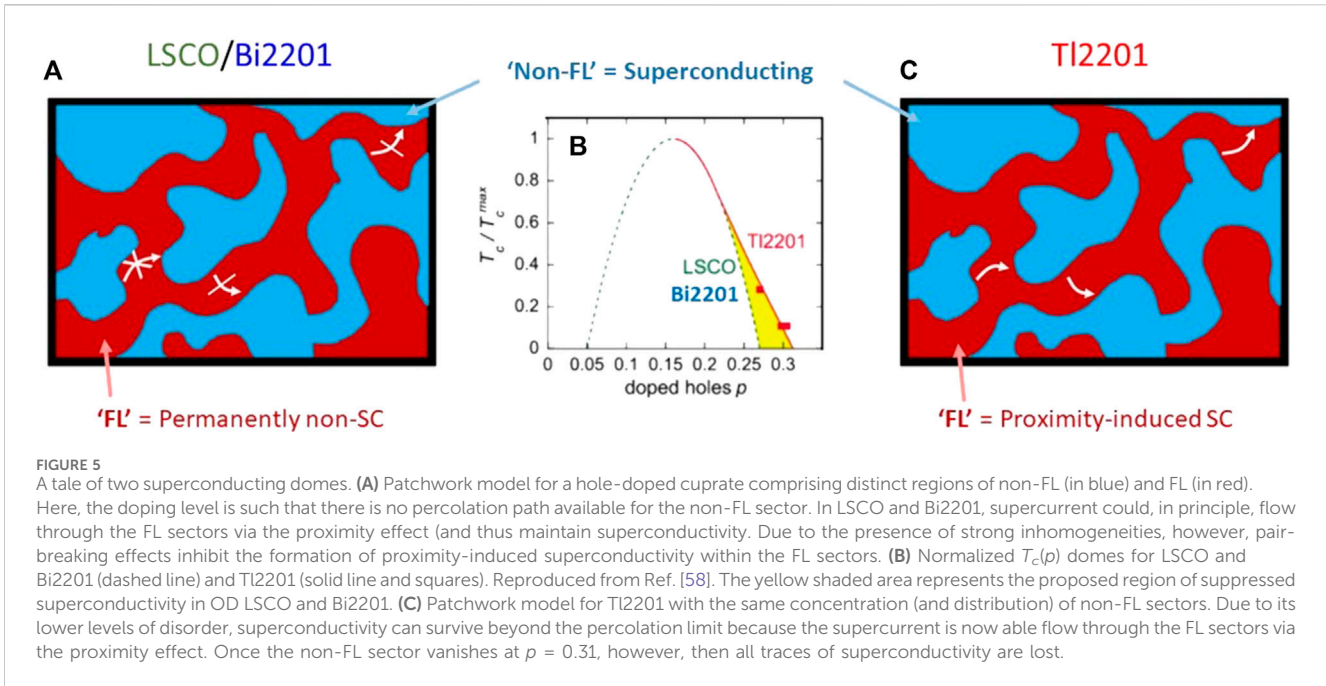 LSCO/Bi2201
A
'Non-FL' = Superconducting
Tl2201
C
B
T_c / T_c^max
1
0.8
0.6
0.4
0.2
0
Tl2201
LSCO
Bi2201
0 0.05 0.1 0.15 0.2 0.25 0.3
doped holes p
'FL' = Permanently non-SC
'FL' = Proximity-induced SC
FIGURE 5
A tale of two superconducting domes. (A) Patchwork model for a hole-doped cuprate comprising distinct regions of non-FL (in blue) and FL (in red).
Here, the doping level is such that there is no percolation path available for the non-FL sector. In LSCO and Bi2201, supercurrent could, in principle, flow
through the FL sectors via the proximity effect (and thus maintain superconductivity. Due to the presence of strong inhomogeneities, however, pair-
breaking effects inhibit the formation of proximity-induced superconductivity within the FL sectors. (B) Normalized T_c(p) domes for LSCO and
Bi2201 (dashed line) and Tl2201 (solid line and squares). Reproduced from Ref. [58]. The yellow shaded area represents the proposed region of suppressed
superconductivity in OD LSCO and Bi2201. (C) Patchwork model for Tl2201 with the same concentration (and distribution) of non-FL sectors. Due to its
lower levels of disorder, superconductivity can survive beyond the percolation limit because the supercurrent is now able flow through the FL sectors via
the proximity effect. Once the non-FL sector vanishes at p = 0.31, however, then all traces of superconductivity are lost.